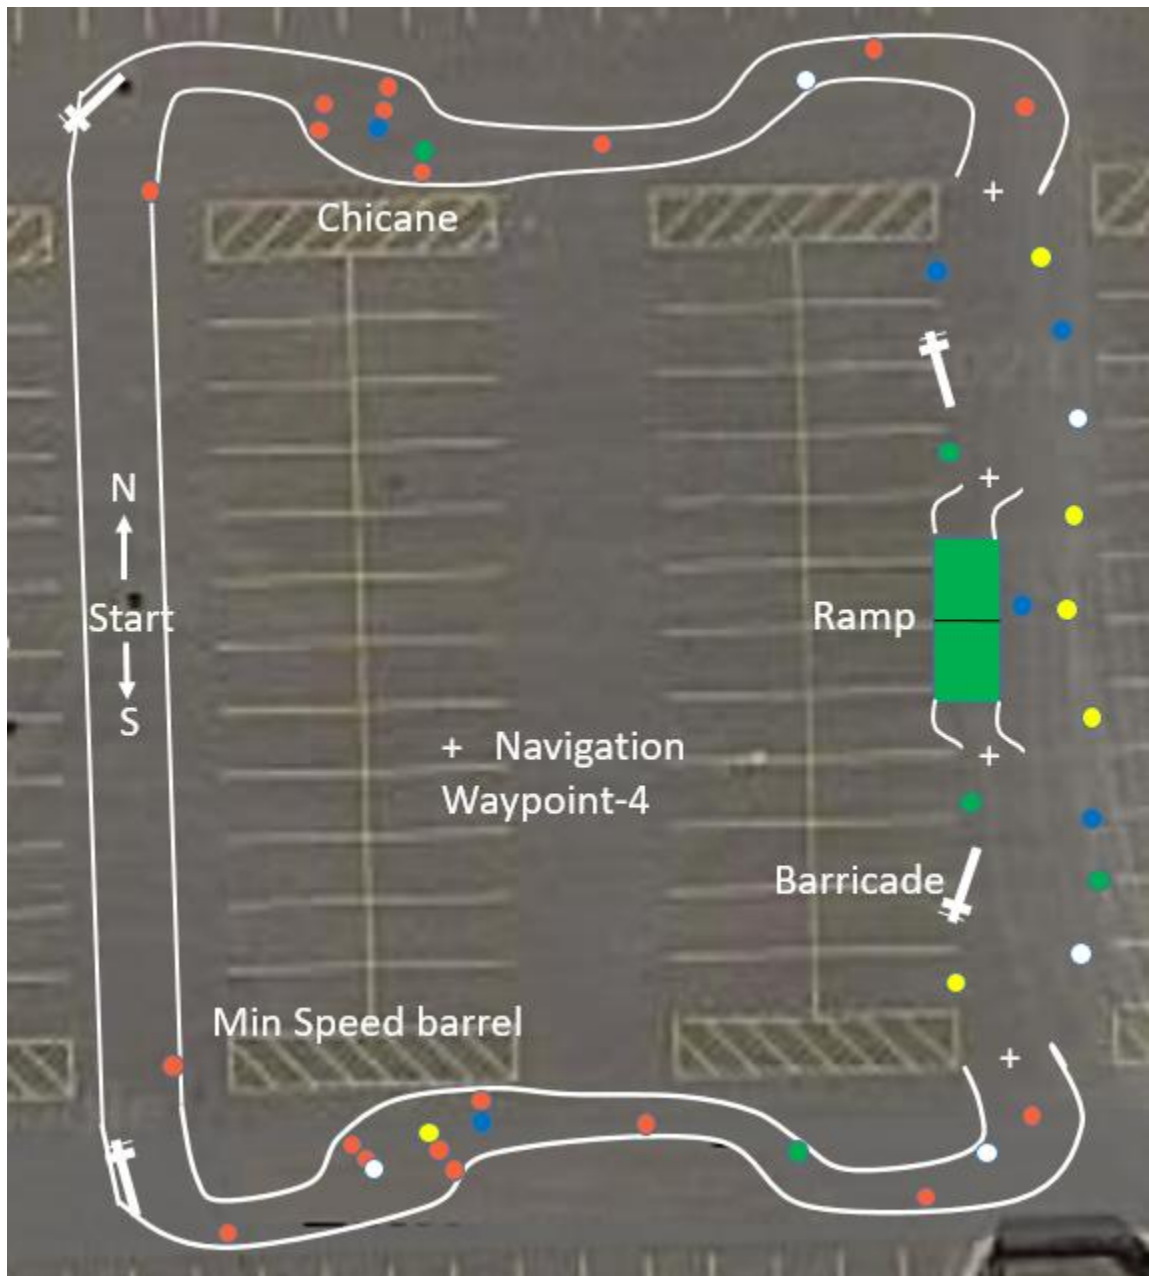 Chicane
N
Start
S
Ramp
+ Navigation
Waypoint-4
Barricade
Min Speed barrel